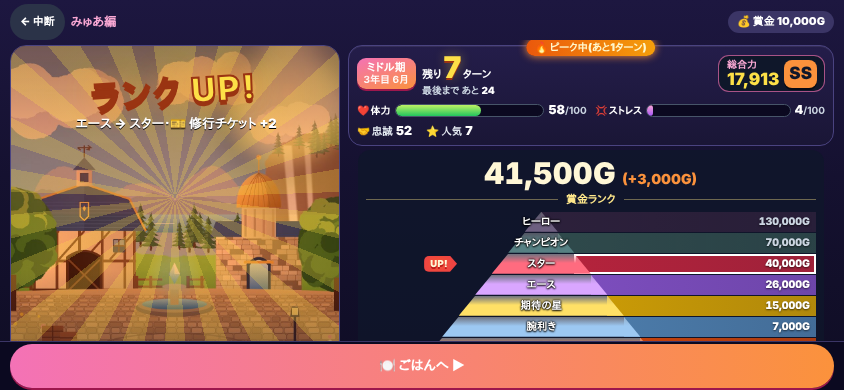 ← 中断
みゅあ編
💰 賞金 10,000G
ランク UP!
エース → スター・🎫 修行チケット +2
🔥 ピーク中(あと1ターン)
ミドル期
3年目 6月
残り 7 ターン
最後まで あと 24
総合力
17,913 SS
❤️ 体力 58/100 💢 ストレス 4/100
🤝 忠誠 52 ⭐ 人気 7
41,500G (+3,000G)
賞金ランク
ヒーロー 130,000G
チャンピオン 70,000G
UP! スター 40,000G
エース 26,000G
期待の星 15,000G
腕利き 7,000G
🍽️ ごはんへ ▶